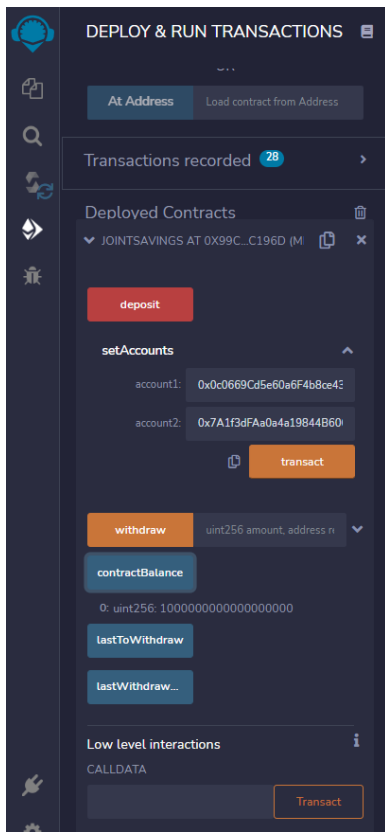 DEPLOY & RUN TRANSACTIONS
At Address Load contract from Address
Transactions recorded 28
Deployed Contracts
JOINTSAVINGS AT 0X99C...C196D (MI
deposit
setAccounts
account1: 0x0c0669Cd5e60a6F4b8ce43
account2: 0x7A1f3dFAa0a4a19844B60
transact
withdraw uint256 amount, address re
contractBalance
0: uint256: 1000000000000000000
lastToWithdraw
lastWithdraw...
Low level interactions
CALLDATA
Transact